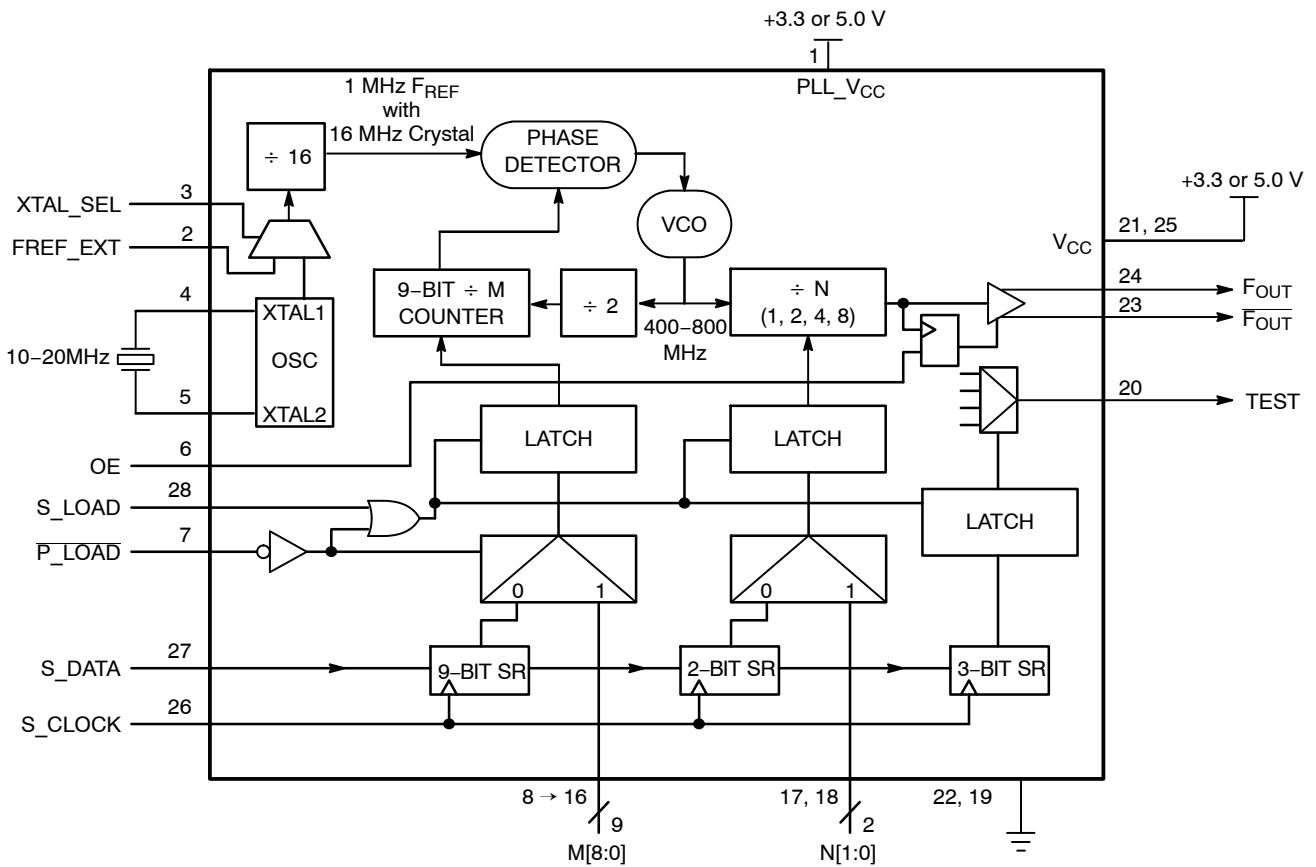 +3.3 or 5.0 V
1
PLL_VCC
1 MHz FREF
with
16 MHz Crystal
÷ 16
PHASE
DETECTOR
+3.3 or 5.0 V
XTAL_SEL
3
VCO
21, 25
VCC
FREF_EXT
2
24
FOUT
4
XTAL1
9−BIT ÷ M
COUNTER
÷ 2
÷ N
(1, 2, 4, 8)
23
F̅O̅U̅T̅
400−800
MHz
10−20MHz
OSC
5
XTAL2
20
TEST
LATCH
LATCH
OE
6
S_LOAD
28
LATCH
P̅_̅L̅O̅A̅D̅
7
0
1
0
1
S_DATA
27
9−BIT SR
2−BIT SR
3−BIT SR
S_CLOCK
26
8 → 16
9
M[8:0]
17, 18
2
N[1:0]
22, 19